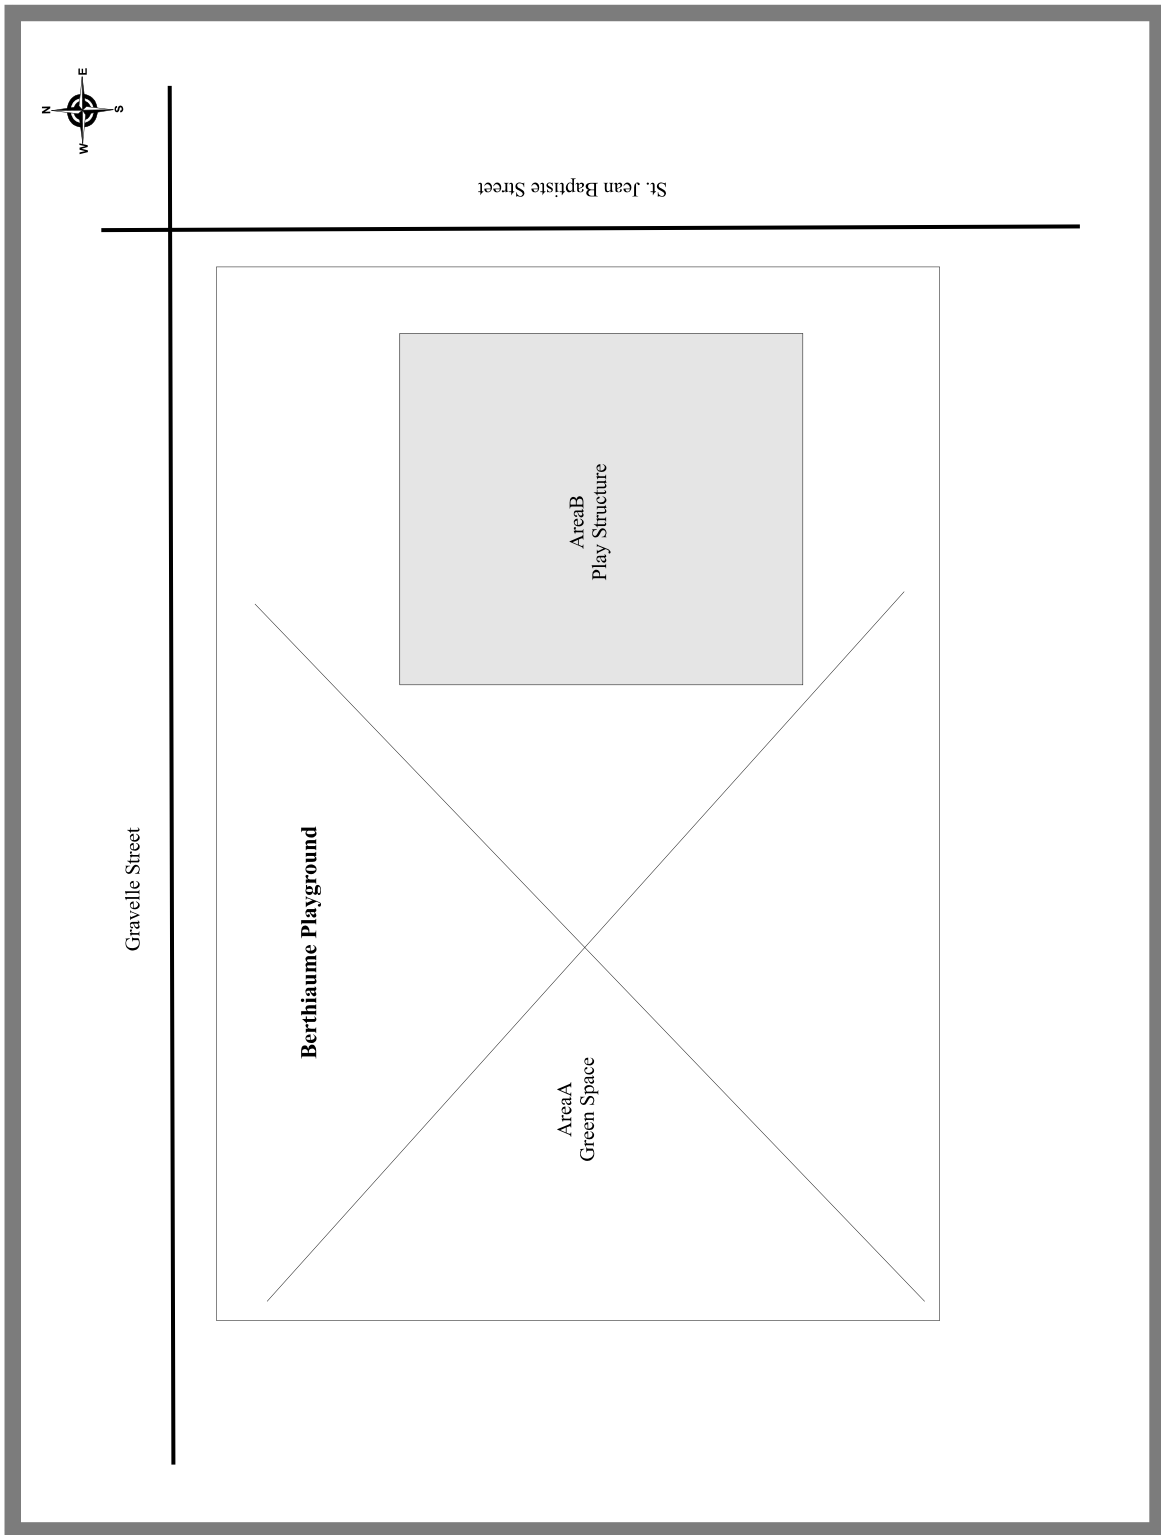 N
E
S
W
St. Jean Baptiste Street
Gravelle Street
Berthiaume Playground
AreaB
Play Structure
AreaA
Green Space